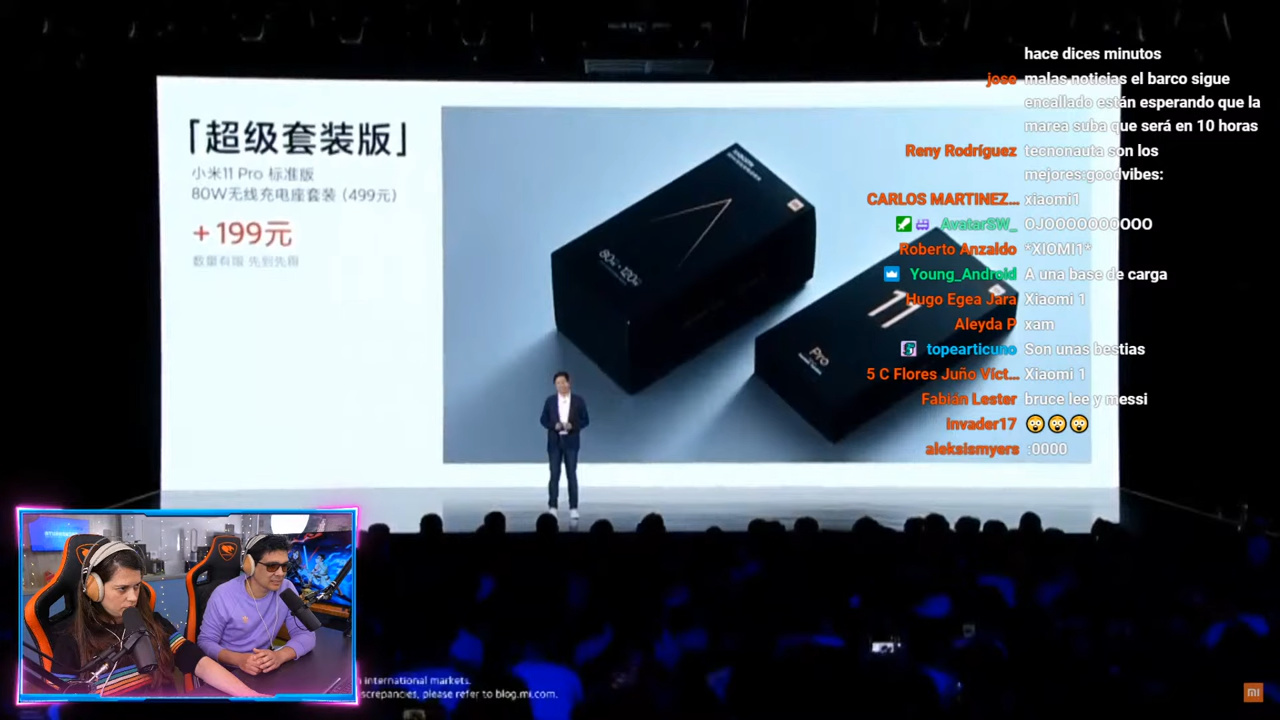 「超级套装版」
小米11 Pro 标准版
80W无线充电座套装（499元）
+199元
数量有限 先到先得
80W+120W
11
Pro
hace dices minutos
jose malas noticias el barco sigue
encallado están esperando que la
marea suba que será en 10 horas
Reny Rodríguez tecnonauta son los
mejores:goodvibes:
CARLOS MARTINEZ... xiaomi1
AvatarSW_ OJOOOOOOOOO
Roberto Anzaldo *XI0MI1*
Young_Android A una base de carga
Hugo Egea Jara Xiaomi 1
Aleyda P xam
topearticuno Son unas bestias
5 C Flores Juño Víct... Xiaomi 1
Fabián Lester bruce lee y messi
invader17 😲😲😲
aleksismyers :0000
international markets.
screpancies, please refer to blog.mi.com.
mi